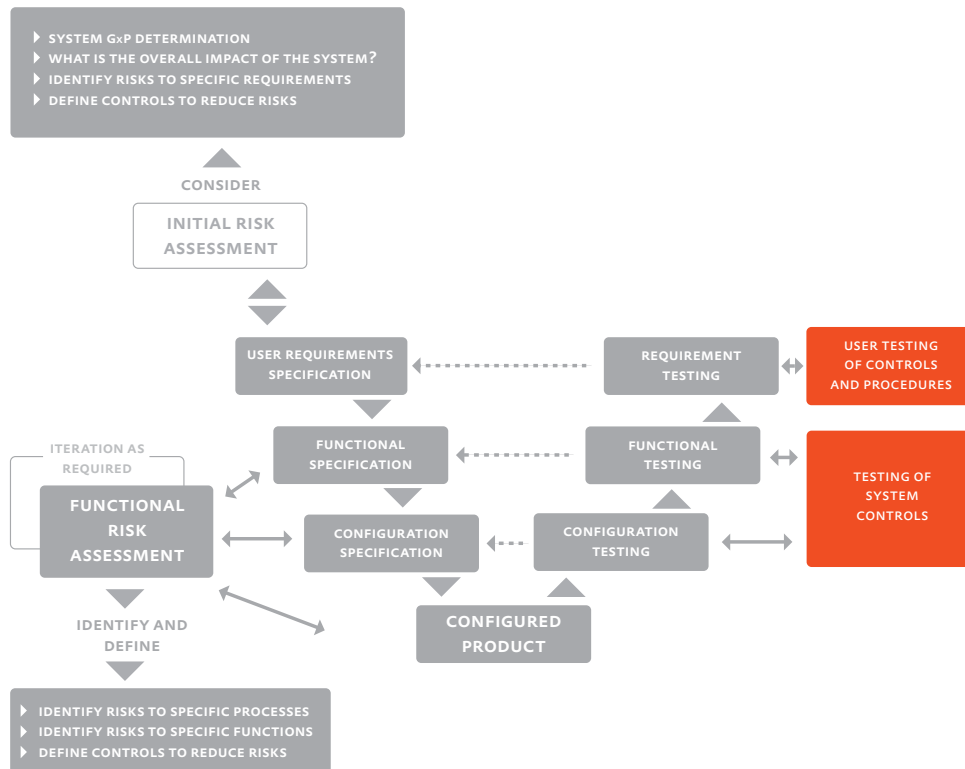 SYSTEM GxP DETERMINATION
WHAT IS THE OVERALL IMPACT OF THE SYSTEM?
IDENTIFY RISKS TO SPECIFIC REQUIREMENTS
DEFINE CONTROLS TO REDUCE RISKS
CONSIDER
INITIAL RISK
ASSESSMENT
USER REQUIREMENTS
SPECIFICATION
REQUIREMENT
TESTING
USER TESTING
OF CONTROLS
AND PROCEDURES
ITERATION AS
REQUIRED
FUNCTIONAL
SPECIFICATION
FUNCTIONAL
TESTING
TESTING OF
SYSTEM
CONTROLS
FUNCTIONAL
RISK
ASSESSMENT
CONFIGURATION
SPECIFICATION
CONFIGURATION
TESTING
IDENTIFY AND
DEFINE
CONFIGURED
PRODUCT
IDENTIFY RISKS TO SPECIFIC PROCESSES
IDENTIFY RISKS TO SPECIFIC FUNCTIONS
DEFINE CONTROLS TO REDUCE RISKS